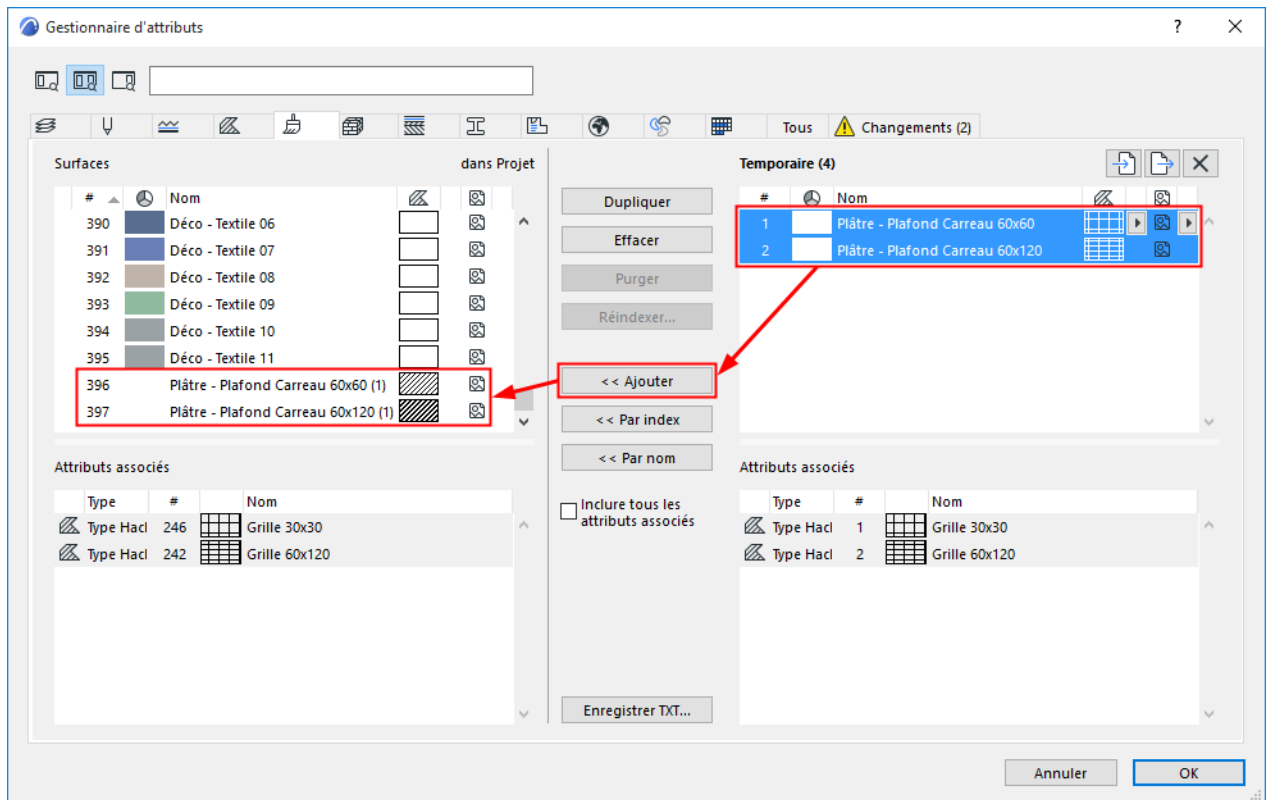 Gestionnaire d'attributs
?
Tous
Changements (2)
Surfaces
dans Projet
# Nom
390 Déco - Textile 06
391 Déco - Textile 07
392 Déco - Textile 08
393 Déco - Textile 09
394 Déco - Textile 10
395 Déco - Textile 11
396 Plâtre - Plafond Carreau 60x60 (1)
397 Plâtre - Plafond Carreau 60x120 (1)
Attributs associés
Type # Nom
Type Hacl 246 Grille 30x30
Type Hacl 242 Grille 60x120
Dupliquer
Effacer
Purger
Réindexer...
<< Ajouter
<< Par index
<< Par nom
Inclure tous les
attributs associés
Enregistrer TXT...
Temporaire (4)
# Nom
1 Plâtre - Plafond Carreau 60x60
2 Plâtre - Plafond Carreau 60x120
Attributs associés
Type # Nom
Type Hacl 1 Grille 30x30
Type Hacl 2 Grille 60x120
Annuler
OK